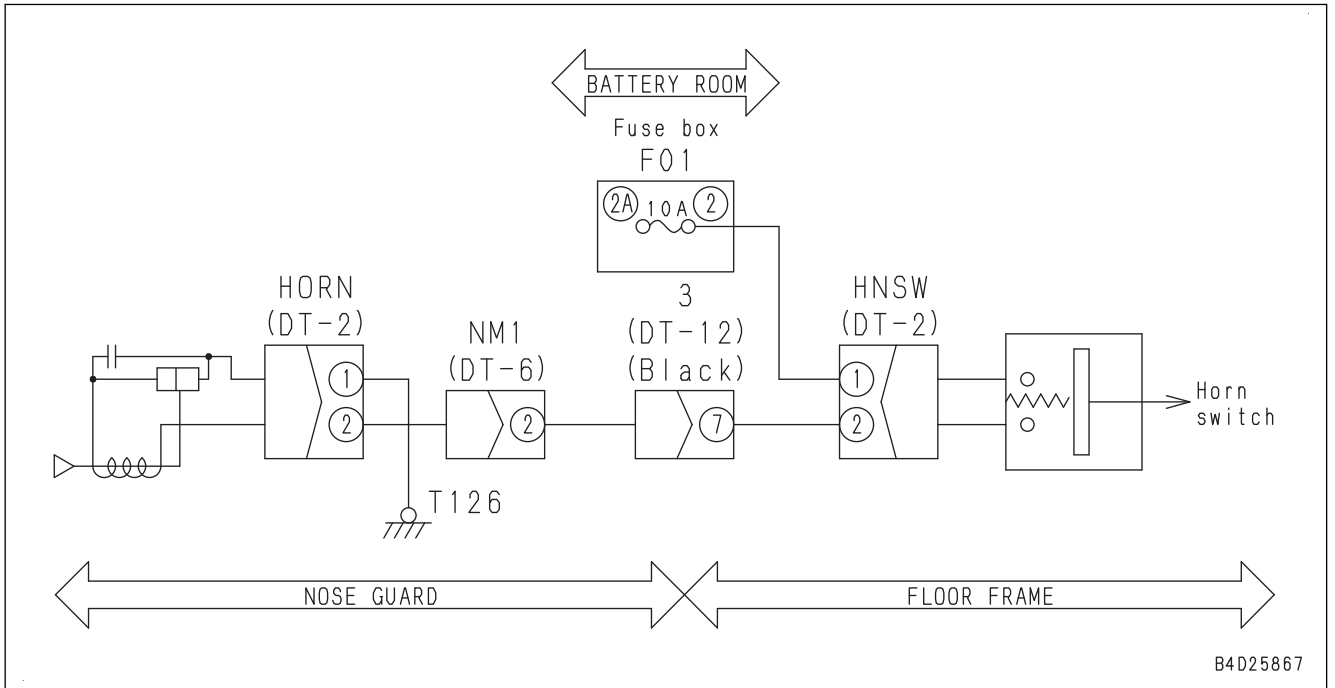 BATTERY ROOM
Fuse box
F01
2A 10A 2
HORN
(DT-2)
1
2
NM1
(DT-6)
2
3
(DT-12)
(Black)
7
HNSW
(DT-2)
1
2
Horn
switch
T126
NOSE GUARD
FLOOR FRAME
B4D25867